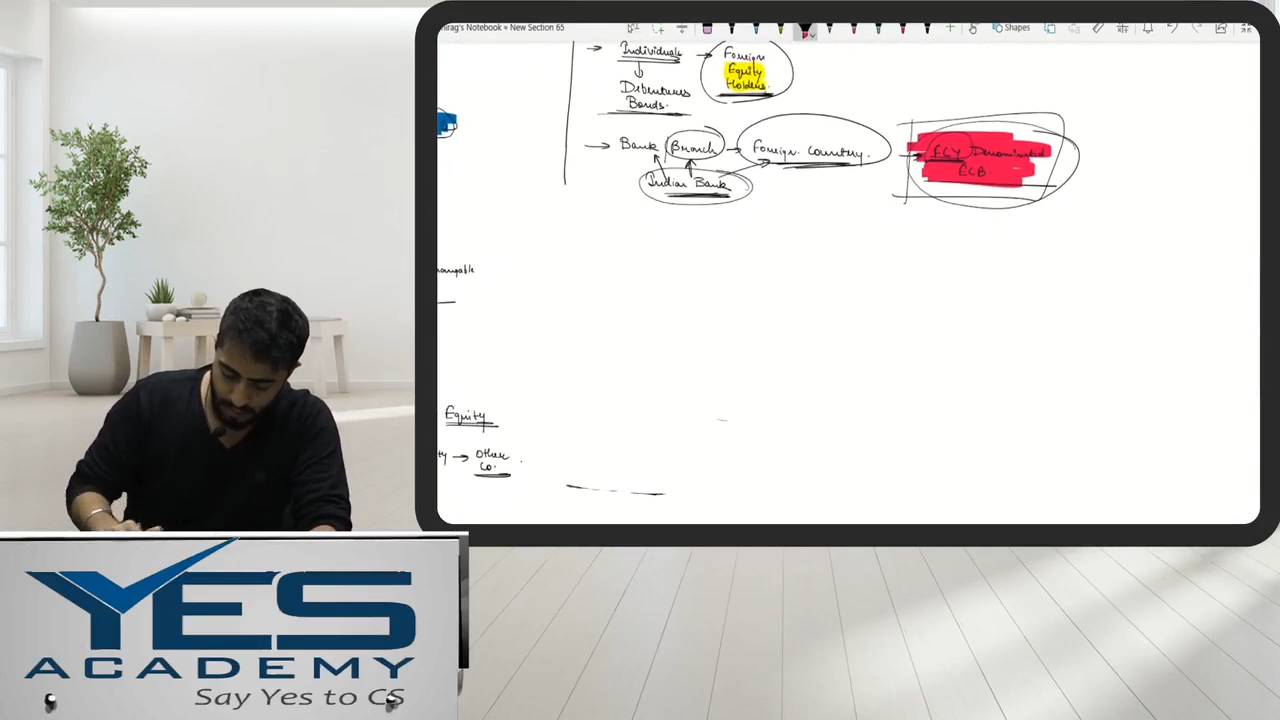 New Section 65
Shapes
→ Individuals → Foreign
Equity
Holders.
Debentures
Bonds.
→ Bank Branch → Foreign Country. → FCY Denominated
ECB.
Indian Bank
Equity
→ Other
Co.
YES
ACADEMY
Say Yes to CS